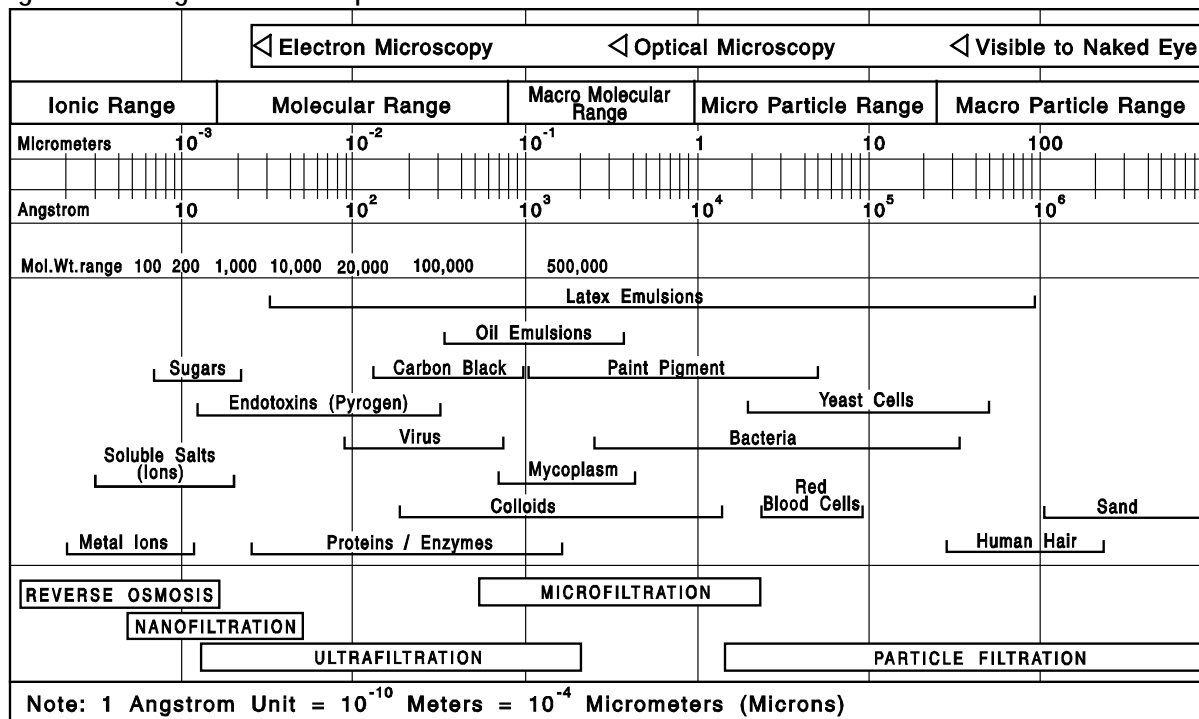 Electron Microscopy Optical Microscopy Visible to Naked Eye
Ionic Range Molecular Range Macro Molecular Range Micro Particle Range Macro Particle Range
Micrometers 10⁻³ 10⁻² 10⁻¹ 1 10 100
Angstrom 10 10² 10³ 10⁴ 10⁵ 10⁶
Mol.Wt.range 100 200 1,000 10,000 20,000 100,000 500,000
Latex Emulsions
Oil Emulsions
Sugars Carbon Black Paint Pigment
Endotoxins (Pyrogen) Yeast Cells
Virus Bacteria
Soluble Salts
(Ions) Mycoplasm
Red
Blood Cells
Colloids Sand
Metal Ions Proteins / Enzymes Human Hair
REVERSE OSMOSIS MICROFILTRATION
NANOFILTRATION
ULTRAFILTRATION PARTICLE FILTRATION
Note: 1 Angstrom Unit = 10⁻¹⁰ Meters = 10⁻⁴ Micrometers (Microns)